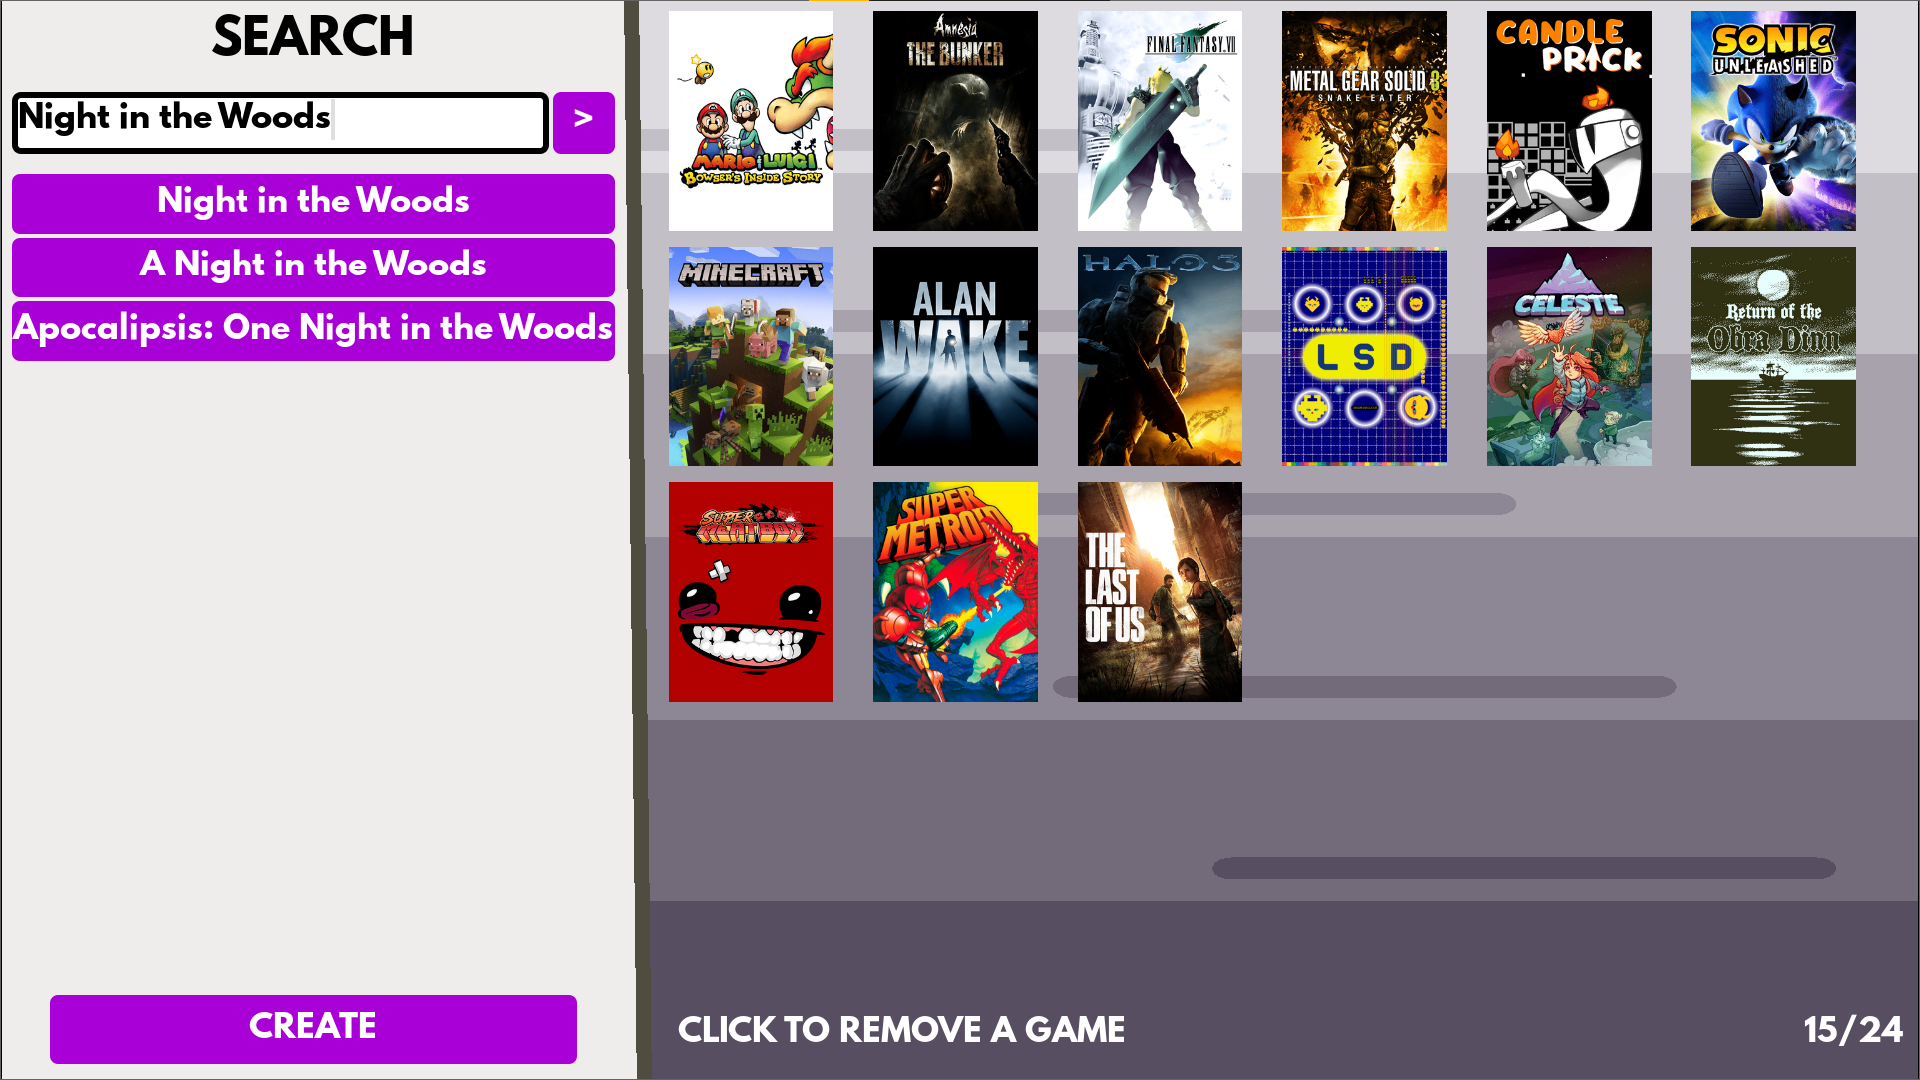 SEARCH
Night in the Woods
>
Night in the Woods
A Night in the Woods
Apocalipsis: One Night in the Woods
CREATE
MARIO & LUIGI
BOWSER'S INSIDE STORY
Amnesia
THE BUNKER
FINAL FANTASY VII
METAL GEAR SOLID 3
SNAKE EATER
CANDLE
PRICK
SONIC
UNLEASHED
MINECRAFT
ALAN
WAKE
HALO 3
LSD
CELESTE
Return of the
Obra Dinn
SUPER
MEAT BOY
SUPER
METROID
THE
LAST
OF US
CLICK TO REMOVE A GAME
15/24